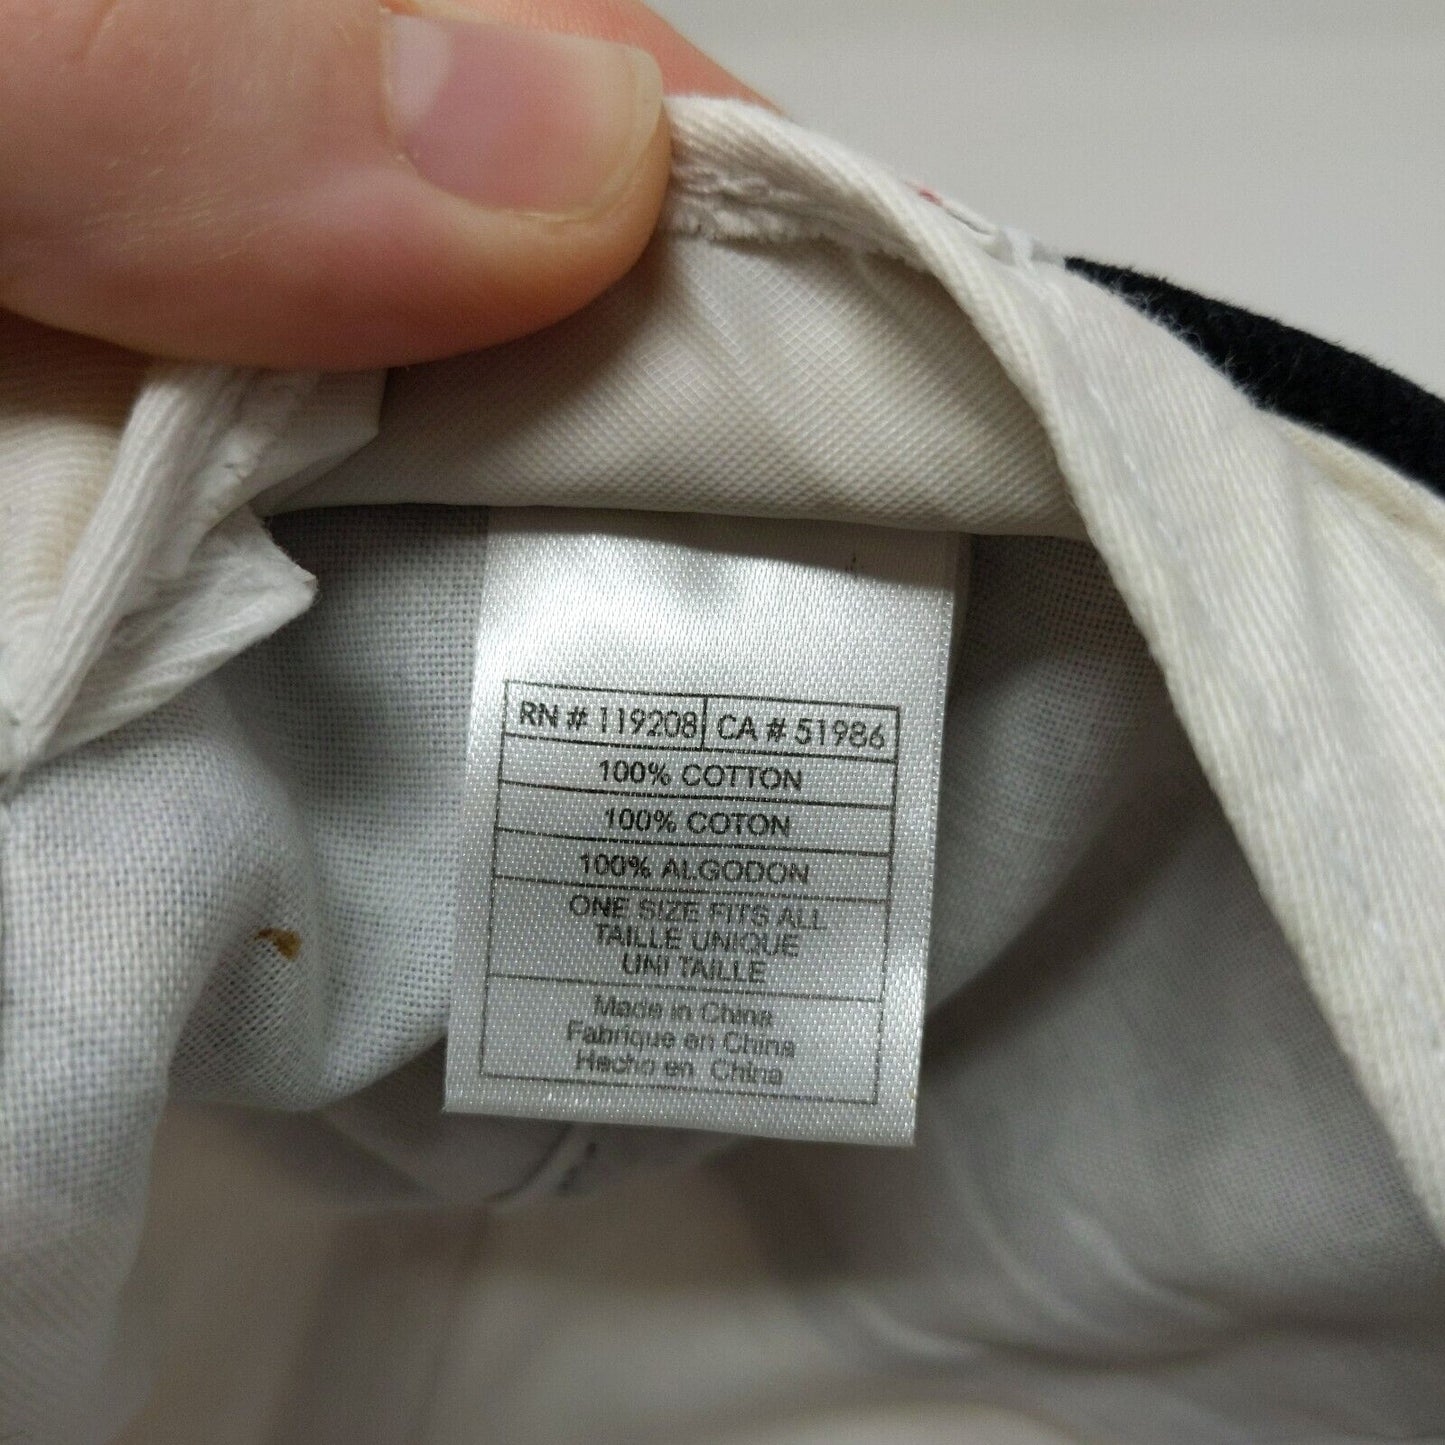 RN # 119208 CA # 51986
100% COTTON
100% COTON
100% ALGODON
ONE SIZE FITS ALL
TAILLE UNIQUE
UNI TAILLE
Made in China
Fabrique en China
Hecho en China